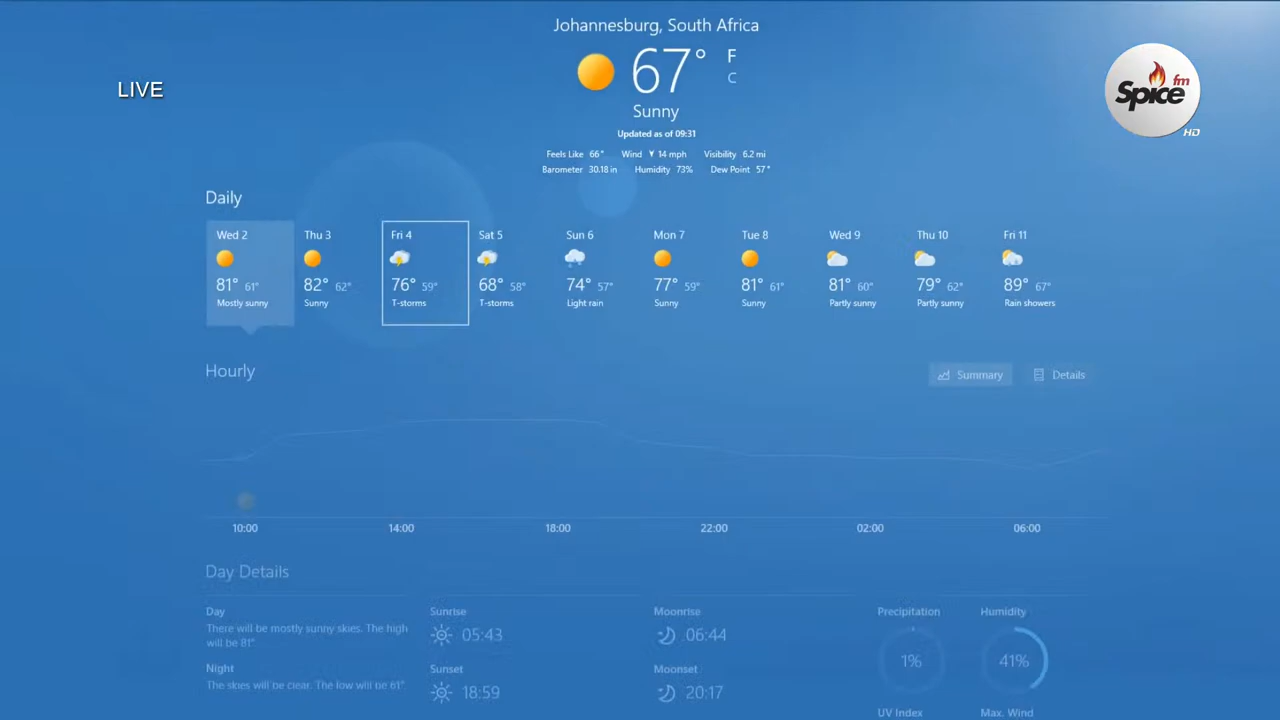 Johannesburg, South Africa
67° F
C
Sunny
Updated as of 09:31
Feels Like 66° Wind 14 mph Visibility 6.2 mi
Barometer 30.18 in Humidity 73% Dew Point 57°
LIVE
Spice fm
HD
Daily
Wed 2 Thu 3 Fri 4 Sat 5 Sun 6 Mon 7 Tue 8 Wed 9 Thu 10 Fri 11
81° 61° 82° 62° 76° 59° 68° 58° 74° 57° 77° 59° 81° 61° 81° 60° 79° 62° 89° 67°
Mostly sunny Sunny T-storms T-storms Light rain Sunny Sunny Partly sunny Partly sunny Rain showers
Hourly
Summary Details
10:00 14:00 18:00 22:00 02:00 06:00
Day Details
Day
There will be mostly sunny skies. The high
will be 81°
Night
The skies will be clear. The low will be 61°
Sunrise
05:43
Sunset
18:59
Moonrise
06:44
Moonset
20:17
Precipitation Humidity
1% 41%
UV Index Max. Wind